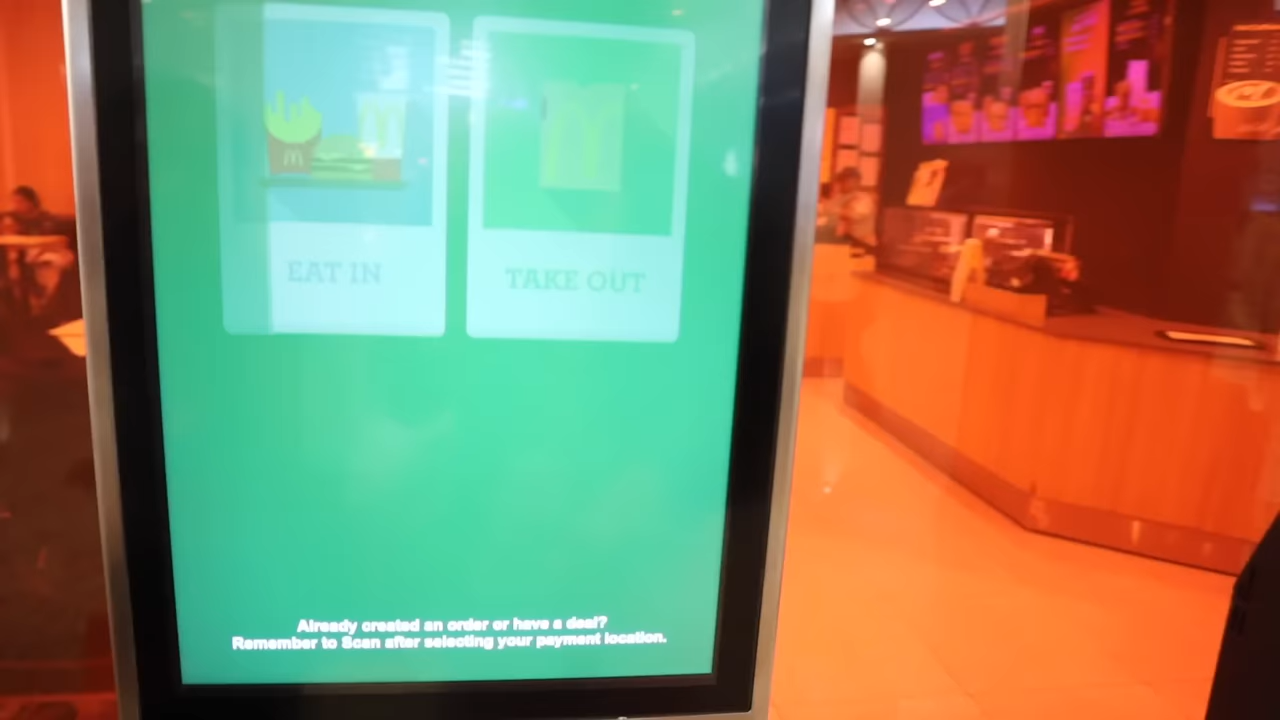 EAT IN
TAKE OUT
Already created an order or have a deal?
Remember to Scan after selecting your payment location.